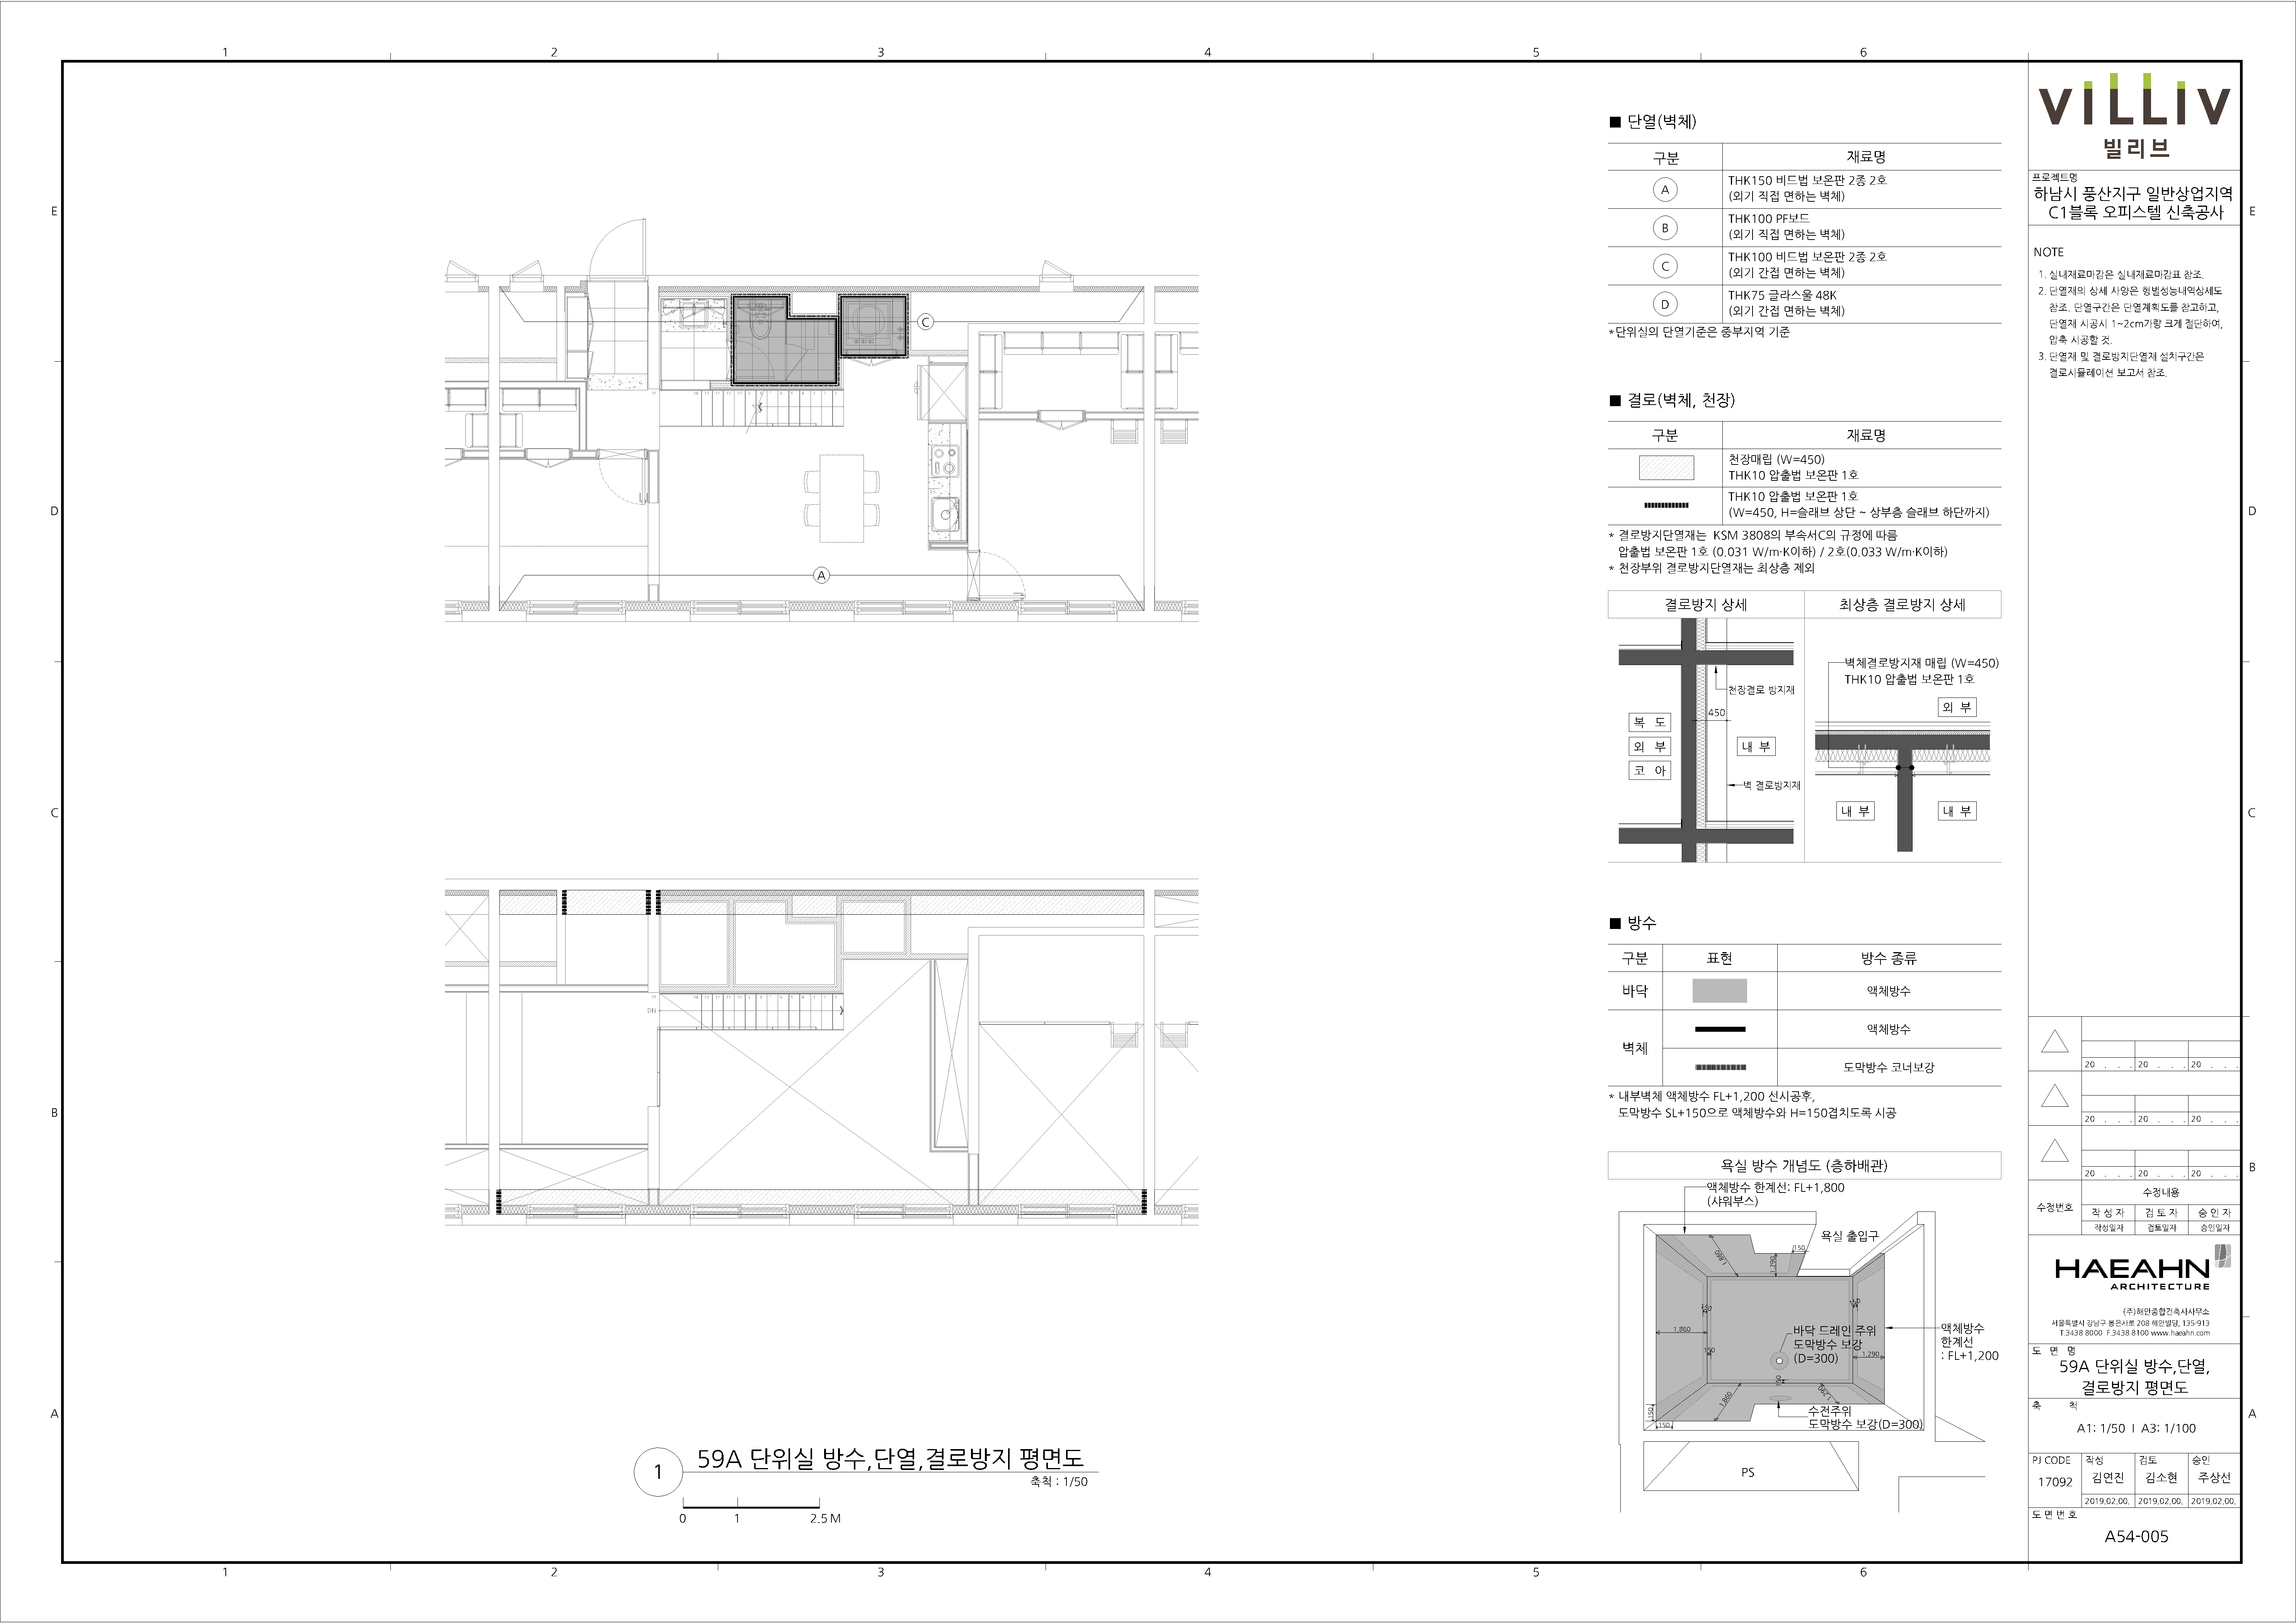 1 2 3 4 5 6
E
D
C
B
A
C
A
DN
1
59A 단위실 방수,단열,결로방지 평면도
축척 : 1/50
0 1 2.5 M
■ 단열(벽체)
구분 재료명
A
THK150 비드법 보온판 2종 2호
(외기 직접 면하는 벽체)
B
THK100 PF보드
(외기 직접 면하는 벽체)
C
THK100 비드법 보온판 2종 2호
(외기 간접 면하는 벽체)
D
THK75 글라스울 48K
(외기 간접 면하는 벽체)
*단위실의 단열기준은 중부지역 기준
■ 결로(벽체, 천장)
구분 재료명
천장매립 (W=450)
THK10 압출법 보온판 1호
THK10 압출법 보온판 1호
(W=450, H=슬래브 상단 ~ 상부층 슬래브 하단까지)
* 결로방지단열재는 KSM 3808의 부속서C의 규정에 따름
압출법 보온판 1호 (0.031 W/m·K이하) / 2호(0.033 W/m·K이하)
* 천장부위 결로방지단열재는 최상층 제외
결로방지 상세 최상층 결로방지 상세
천장결로 방지재
450
복 도
외 부
코 아
내 부
벽 결로방지재
벽체결로방지재 매립 (W=450)
THK10 압출법 보온판 1호
외 부
내 부 내 부
■ 방수
구분 표현 방수 종류
바닥 액체방수
벽체 액체방수
도막방수 코너보강
* 내부벽체 액체방수 FL+1,200 선시공후,
도막방수 SL+150으로 액체방수와 H=150겹치도록 시공
욕실 방수 개념도 (층하배관)
액체방수 한계선: FL+1,800
(샤워부스)
욕실 출입구
1,860
1,290
150
150
150
1,860
150
바닥 드레인 주위
도막방수 보강
(D=300)
1,290
액체방수
한계선
: FL+1,200
150
1,860
1,290
150
150
수전주위
도막방수 보강(D=300)
PS
VILLIV
빌리브
프로젝트명
하남시 풍산지구 일반상업지역
C1블록 오피스텔 신축공사
NOTE
1. 실내재료마감은 실내재료마감표 참조.
2. 단열재의 상세 사양은 형별성능내역상세도
참조. 단열구간은 단열계획도를 참고하고,
단열재 시공시 1~2cm가량 크게 절단하여,
압축 시공할 것.
3. 단열재 및 결로방지단열재 설치구간은
결로시뮬레이션 보고서 참조.
20 . . . 20 . . . 20 . . .
20 . . . 20 . . . 20 . . .
20 . . . 20 . . . 20 . . .
수정번호
수정내용
작 성 자 검 토 자 승 인 자
작성일자 검토일자 승인일자
HAEAHN
ARCHITECTURE
(주)해안종합건축사사무소
서울특별시 강남구 봉은사로 208 해안빌딩, 135-913
T.3438 8000 F.3438 8100 www.haeahn.com
도 면 명
59A 단위실 방수,단열,
결로방지 평면도
축 척
A1: 1/50 I A3: 1/100
PJ CODE 작성 검토 승인
17092 김연진 김소현 주상선
2019.02.00. 2019.02.00. 2019.02.00.
도 면 번 호
A54-005
E
D
C
B
A
1 2 3 4 5 6